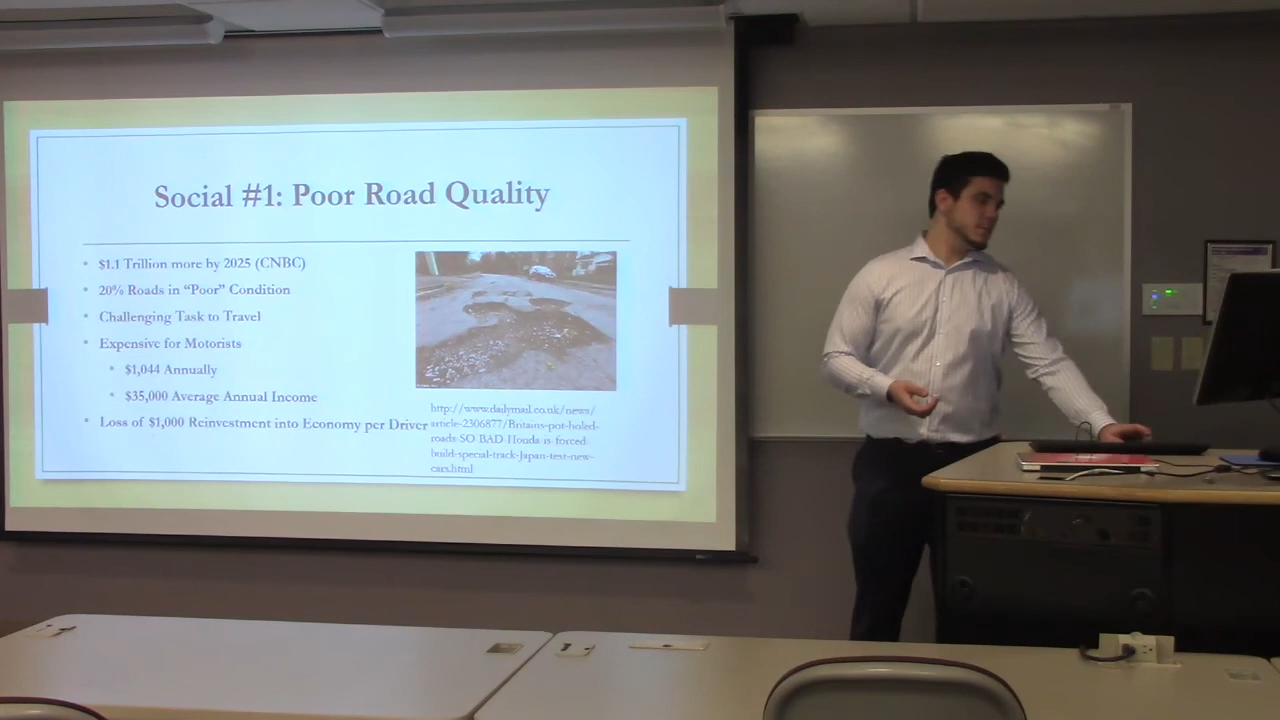 Social #1: Poor Road Quality
$1.1 Trillion more by 2025 (CNBC)
20% Roads in “Poor” Condition
Challenging Task to Travel
Expensive for Motorists
$1,044 Annually
$35,000 Average Annual Income
Loss of $1,000 Reinvestment into Economy per Driver
http://www.dailymail.co.uk/news/
article-2306877/Britains-pot-holed-
roads-SO-BAD-Honda-is-forced-
build-special-track-Japan-test-new-
cars.html